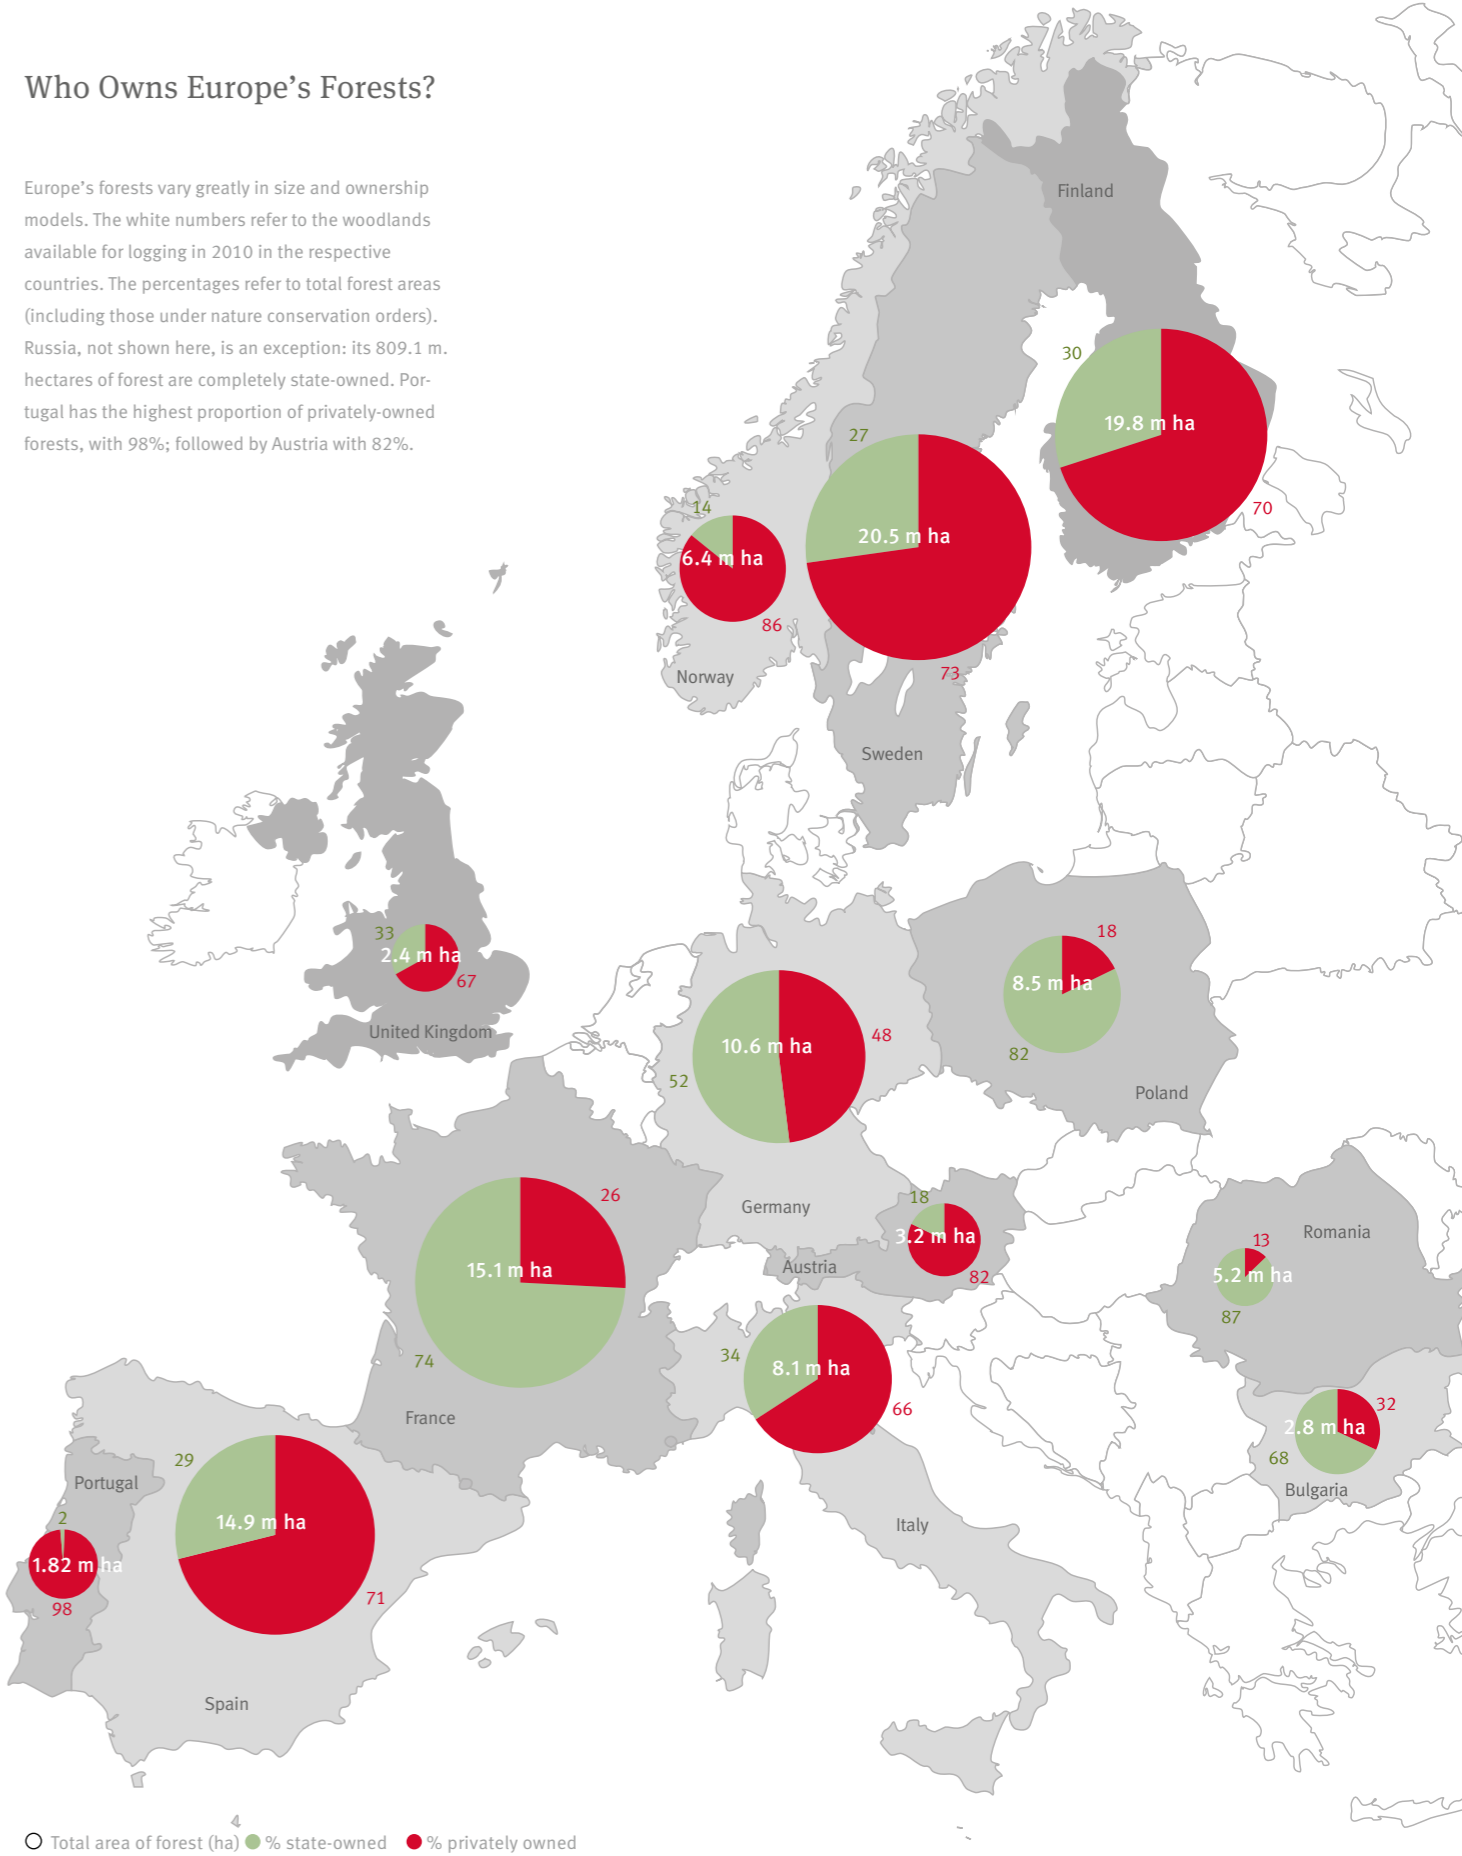 Who Owns Europe's Forests?
Europe's forests vary greatly in size and ownership
models. The white numbers refer to the woodlands
available for logging in 2010 in the respective
countries. The percentages refer to total forest areas
(including those under nature conservation orders).
Russia, not shown here, is an exception: its 809.1 m.
hectares of forest are completely state-owned. Por-
tugal has the highest proportion of privately-owned
forests, with 98%; followed by Austria with 82%.
Finland
30
19.8 m ha
70
27
20.5 m ha
73
Sweden
14
6.4 m ha
86
Norway
33
2.4 m ha
67
United Kingdom
18
8.5 m ha
82
Poland
48
10.6 m ha
52
Germany
26
15.1 m ha
74
France
18
3.2 m ha
82
Austria
13
5.2 m ha
87
Romania
34
8.1 m ha
66
Italy
32
2.8 m ha
68
Bulgaria
29
14.9 m ha
71
Spain
Portugal
2
1.82 m ha
98
Total area of forest (ha) % state-owned % privately owned